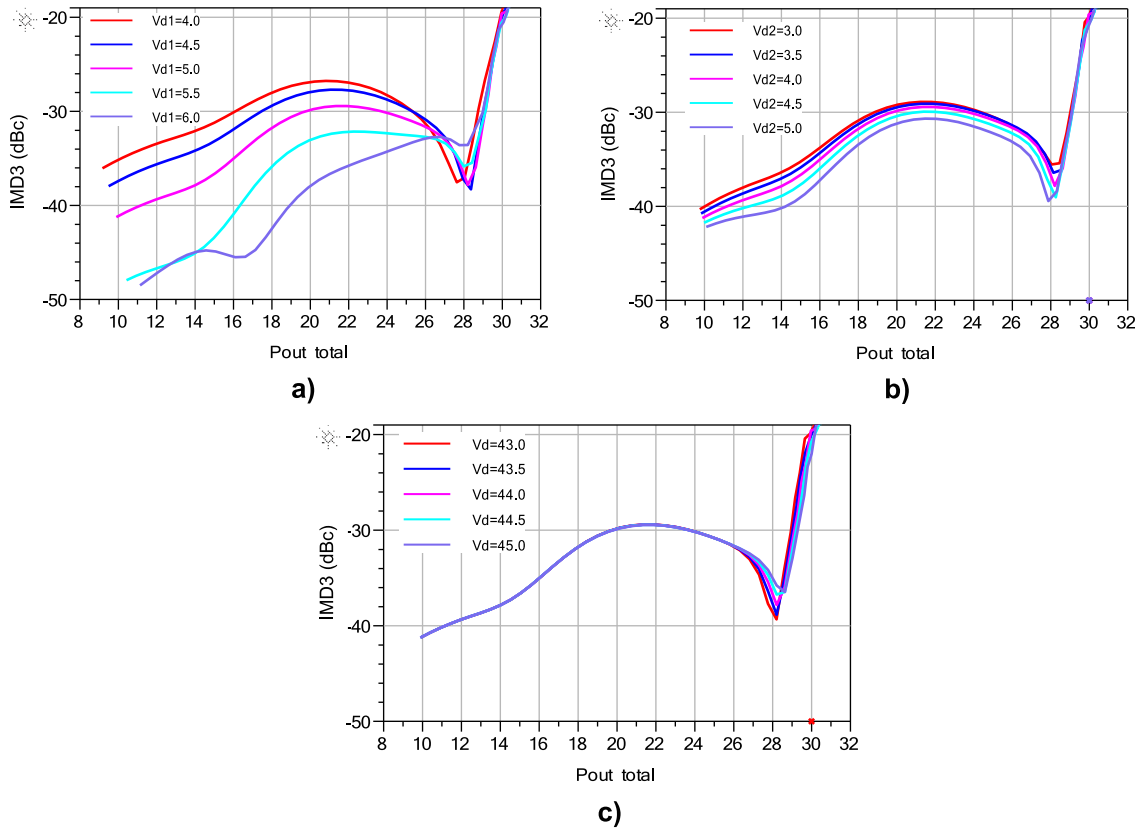 -20
-30
-40
-50
IMD3 (dBc)
Vd1=4.0
Vd1=4.5
Vd1=5.0
Vd1=5.5
Vd1=6.0
8 10 12 14 16 18 20 22 24 26 28 30 32
Pout total
a)
-20
-30
-40
-50
IMD3 (dBc)
Vd2=3.0
Vd2=3.5
Vd2=4.0
Vd2=4.5
Vd2=5.0
8 10 12 14 16 18 20 22 24 26 28 30 32
Pout total
b)
-20
-30
-40
-50
IMD3 (dBc)
Vd=43.0
Vd=43.5
Vd=44.0
Vd=44.5
Vd=45.0
8 10 12 14 16 18 20 22 24 26 28 30 32
Pout total
c)